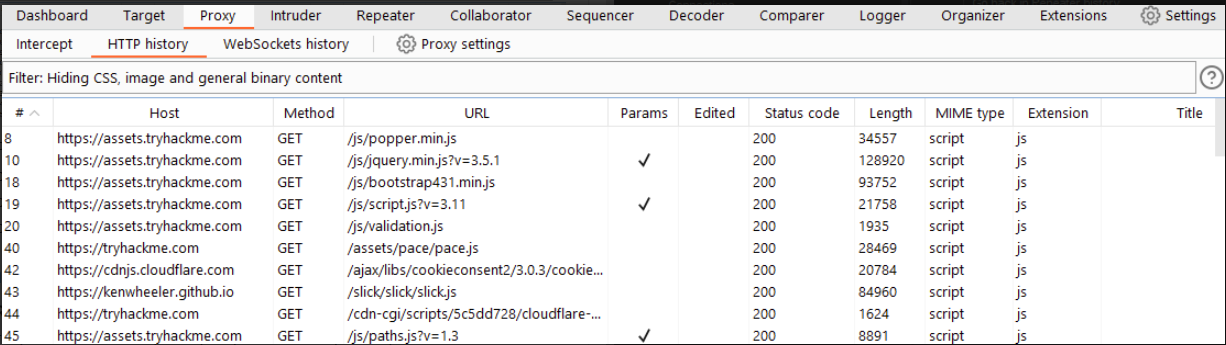 Dashboard Target Proxy Intruder Repeater Collaborator Sequencer Decoder Comparer Logger Organizer Extensions Settings
Intercept HTTP history WebSockets history Proxy settings
Filter: Hiding CSS, image and general binary content ?
# Host Method URL Params Edited Status code Length MIME type Extension Title
8 https://assets.tryhackme.com GET /js/popper.min.js 200 34557 script js
10 https://assets.tryhackme.com GET /js/jquery.min.js?v=3.5.1 ✓ 200 128920 script js
18 https://assets.tryhackme.com GET /js/bootstrap431.min.js 200 93752 script js
19 https://assets.tryhackme.com GET /js/script.js?v=3.11 ✓ 200 21758 script js
20 https://assets.tryhackme.com GET /js/validation.js 200 1935 script js
40 https://tryhackme.com GET /assets/pace/pace.js 200 28469 script js
42 https://cdnjs.cloudflare.com GET /ajax/libs/cookieconsent2/3.0.3/cookie... 200 20784 script js
43 https://kenwheeler.github.io GET /slick/slick/slick.js 200 84960 script js
44 https://tryhackme.com GET /cdn-cgi/scripts/5c5dd728/cloudflare-... 200 1624 script js
45 https://assets.tryhackme.com GET /js/paths.js?v=1.3 ✓ 200 8891 script js